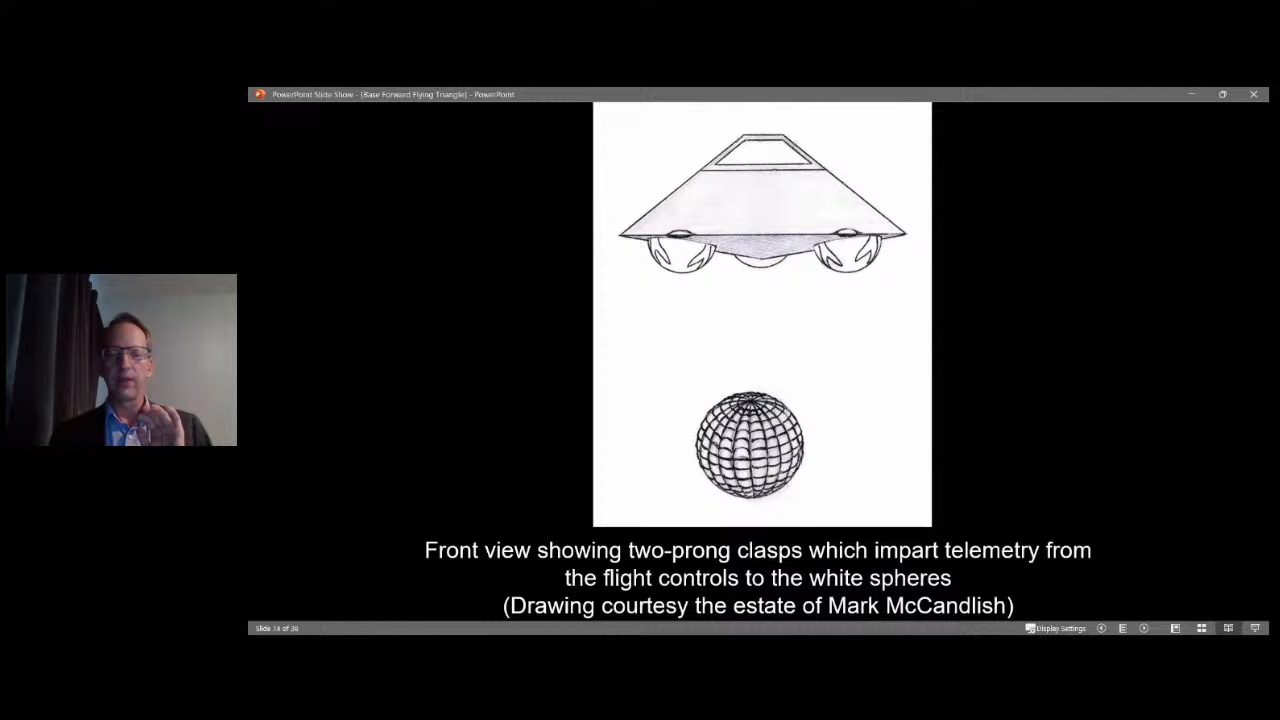 PowerPoint Slide Show - [Base Forward Flying Triangle] - PowerPoint
Front view showing two-prong clasps which impart telemetry from
the flight controls to the white spheres
(Drawing courtesy the estate of Mark McCandlish)
Slide 14 of 38
Display Settings